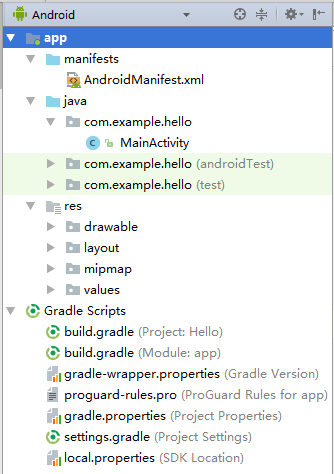 Android
app
manifests
AndroidManifest.xml
java
com.example.hello
MainActivity
com.example.hello (androidTest)
com.example.hello (test)
res
drawable
layout
mipmap
values
Gradle Scripts
build.gradle (Project: Hello)
build.gradle (Module: app)
gradle-wrapper.properties (Gradle Version)
proguard-rules.pro (ProGuard Rules for app)
gradle.properties (Project Properties)
settings.gradle (Project Settings)
local.properties (SDK Location)